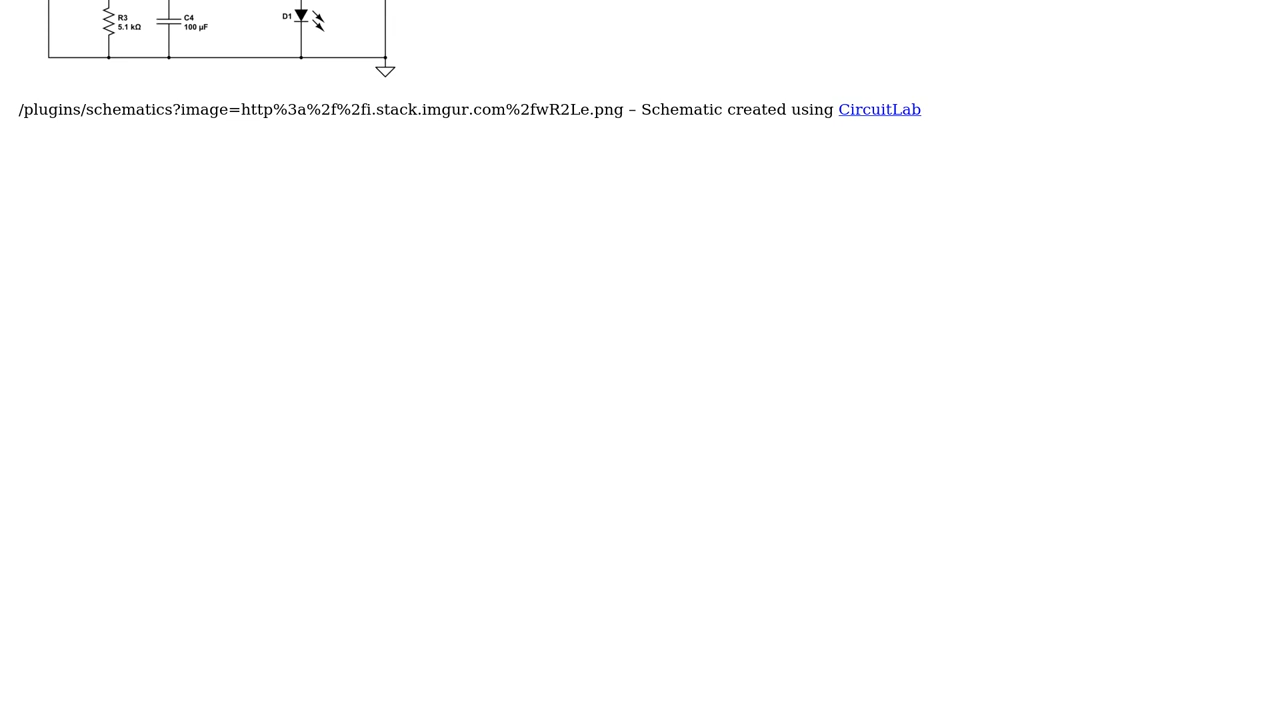 R3
5.1 kΩ
C4
100 µF
D1
/plugins/schematics?image=http%3a%2f%2fi.stack.imgur.com%2fwR2Le.png – Schematic created using CircuitLab